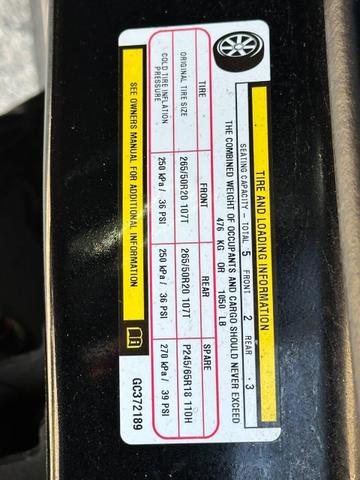 TIRE AND LOADING INFORMATION
SEATING CAPACITY - TOTAL 5 FRONT 2 REAR - 3
THE COMBINED WEIGHT OF OCCUPANTS AND CARGO SHOULD NEVER EXCEED
476 KG OR 1050 LB
TIRE FRONT REAR SPARE
ORIGINAL TIRE SIZE 265/50R20 107T 265/50R20 107T P245/65R18 110H
COLD TIRE INFLATION
PRESSURE 250 kPa / 36 PSI 250 kPa / 36 PSI 270 kPa / 39 PSI
SEE OWNERS MANUAL FOR ADDITIONAL INFORMATION
GC372189